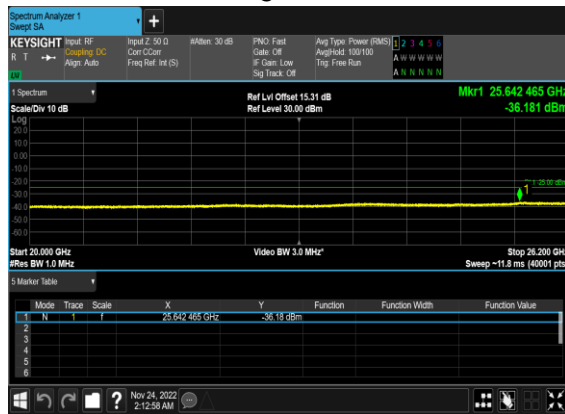 Spectrum Analyzer 1
Swept SA
KEYSIGHT Input: RF Input Z: 50 Ω #Atten: 30 dB PNO: Fast Avg Type: Power (RMS) 1 2 3 4 5 6
R T Coupling: DC Corr CCorr Gate: Off Avg|Hold: 100/100 A W W W W W
Align: Auto Freq Ref: Int (S) IF Gain: Low Trig: Free Run
Sig Track: Off A N N N N N
1 Spectrum Ref Lvl Offset 15.31 dB Mkr1 25.642 465 GHz
Scale/Div 10 dB Ref Level 30.00 dBm -36.181 dBm
Log
20.0
10.0
0.00
-10.0
-20.0
-25.00 dBm
1
-30.0
-40.0
-50.0
-60.0
Start 20.000 GHz Video BW 3.0 MHz* Stop 26.200 GHz
#Res BW 1.0 MHz Sweep ~11.8 ms (40001 pts
5 Marker Table
Mode Trace Scale X Y Function Function Width Function Value
1 N 1 f 25.642 465 GHz -36.18 dBm
2
3
4
5
6
? Nov 24, 2022
2:12:58 AM